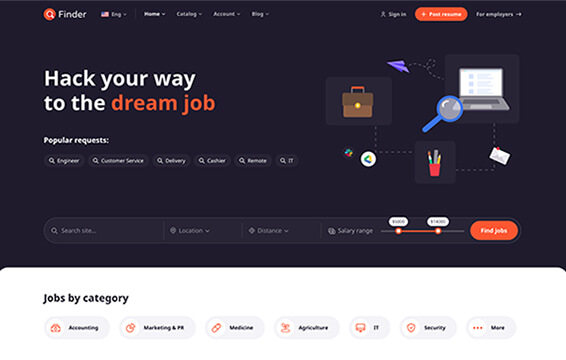 Finder
Eng
Home
Catalog
Account
Blog
Sign in
+ Post resume
For employers →
Hack your way
to the dream job
Popular requests:
Engineer
Customer Service
Delivery
Cashier
Remote
IT
Search site...
Location
Distance
Salary range
Find jobs
Jobs by category
Accounting
Marketing & PR
Medicine
Agriculture
IT
Security
More